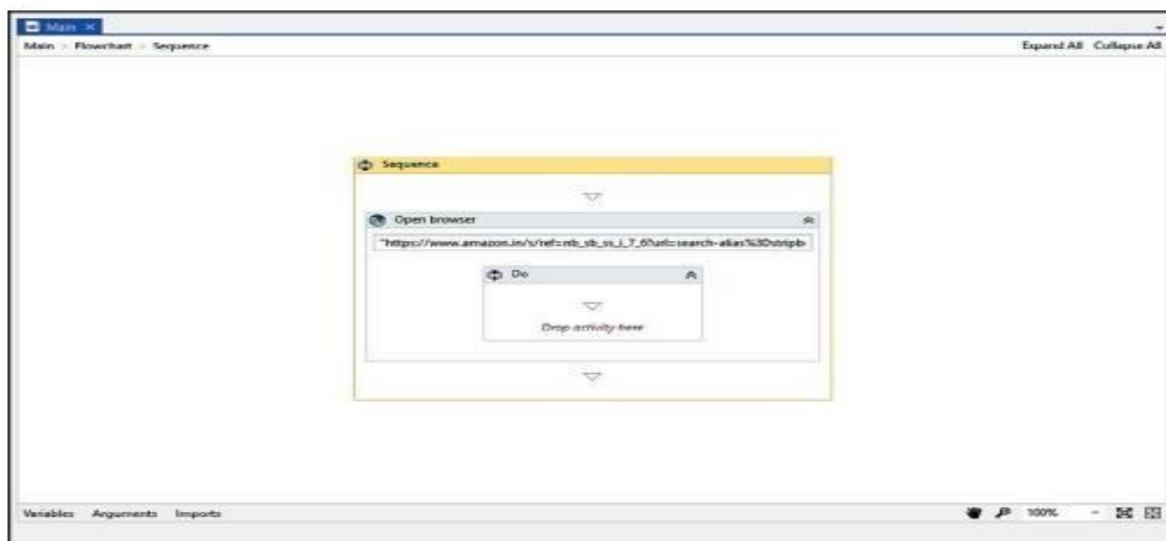 Main
Main > Flowchart > Sequence
Expand All Collapse All
Sequence
Open browser
"https://www.amazon.in/s/ref=nb_sb_ss_i_7_6?url=search-alias%3Dstripb
Do
Drop activity here
Variables Arguments Imports
100%